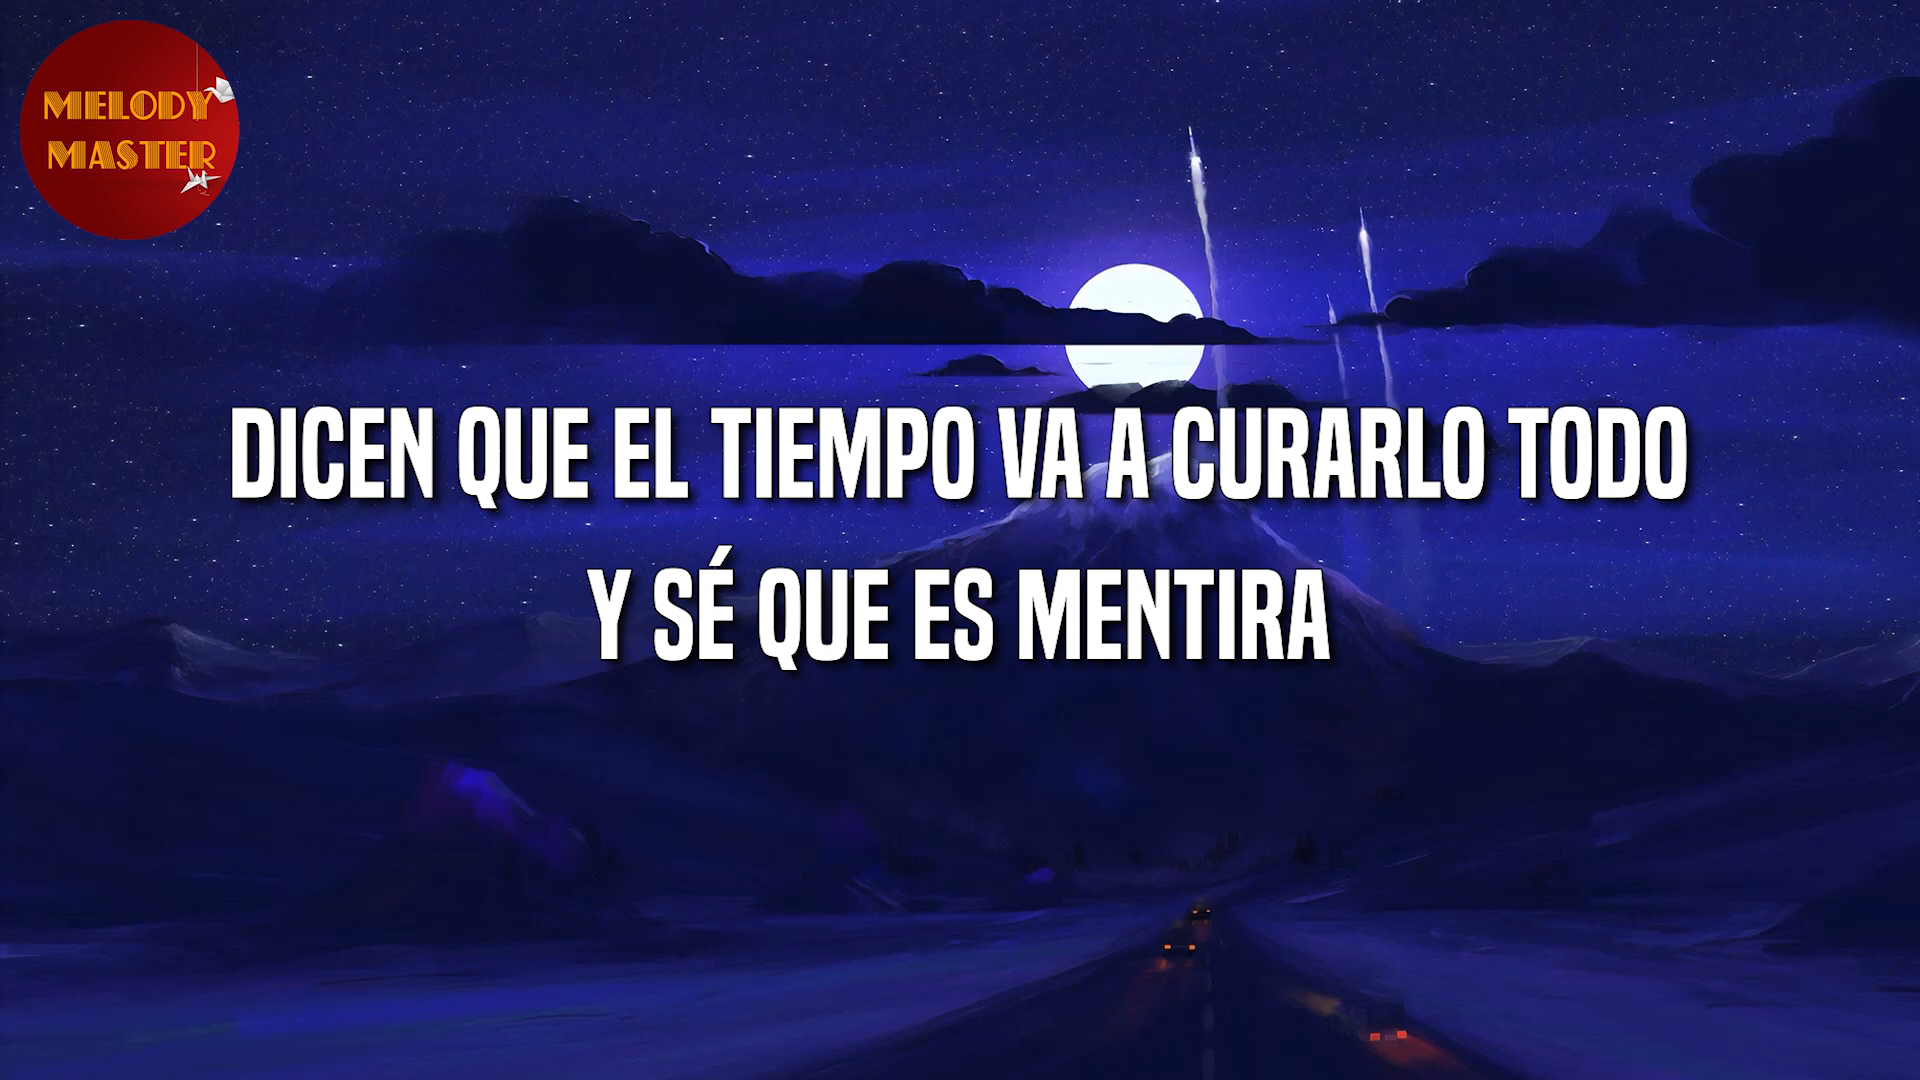 MELODY
MASTER
DICEN QUE EL TIEMPO VA A CURARLO TODO
Y SÉ QUE ES MENTIRA